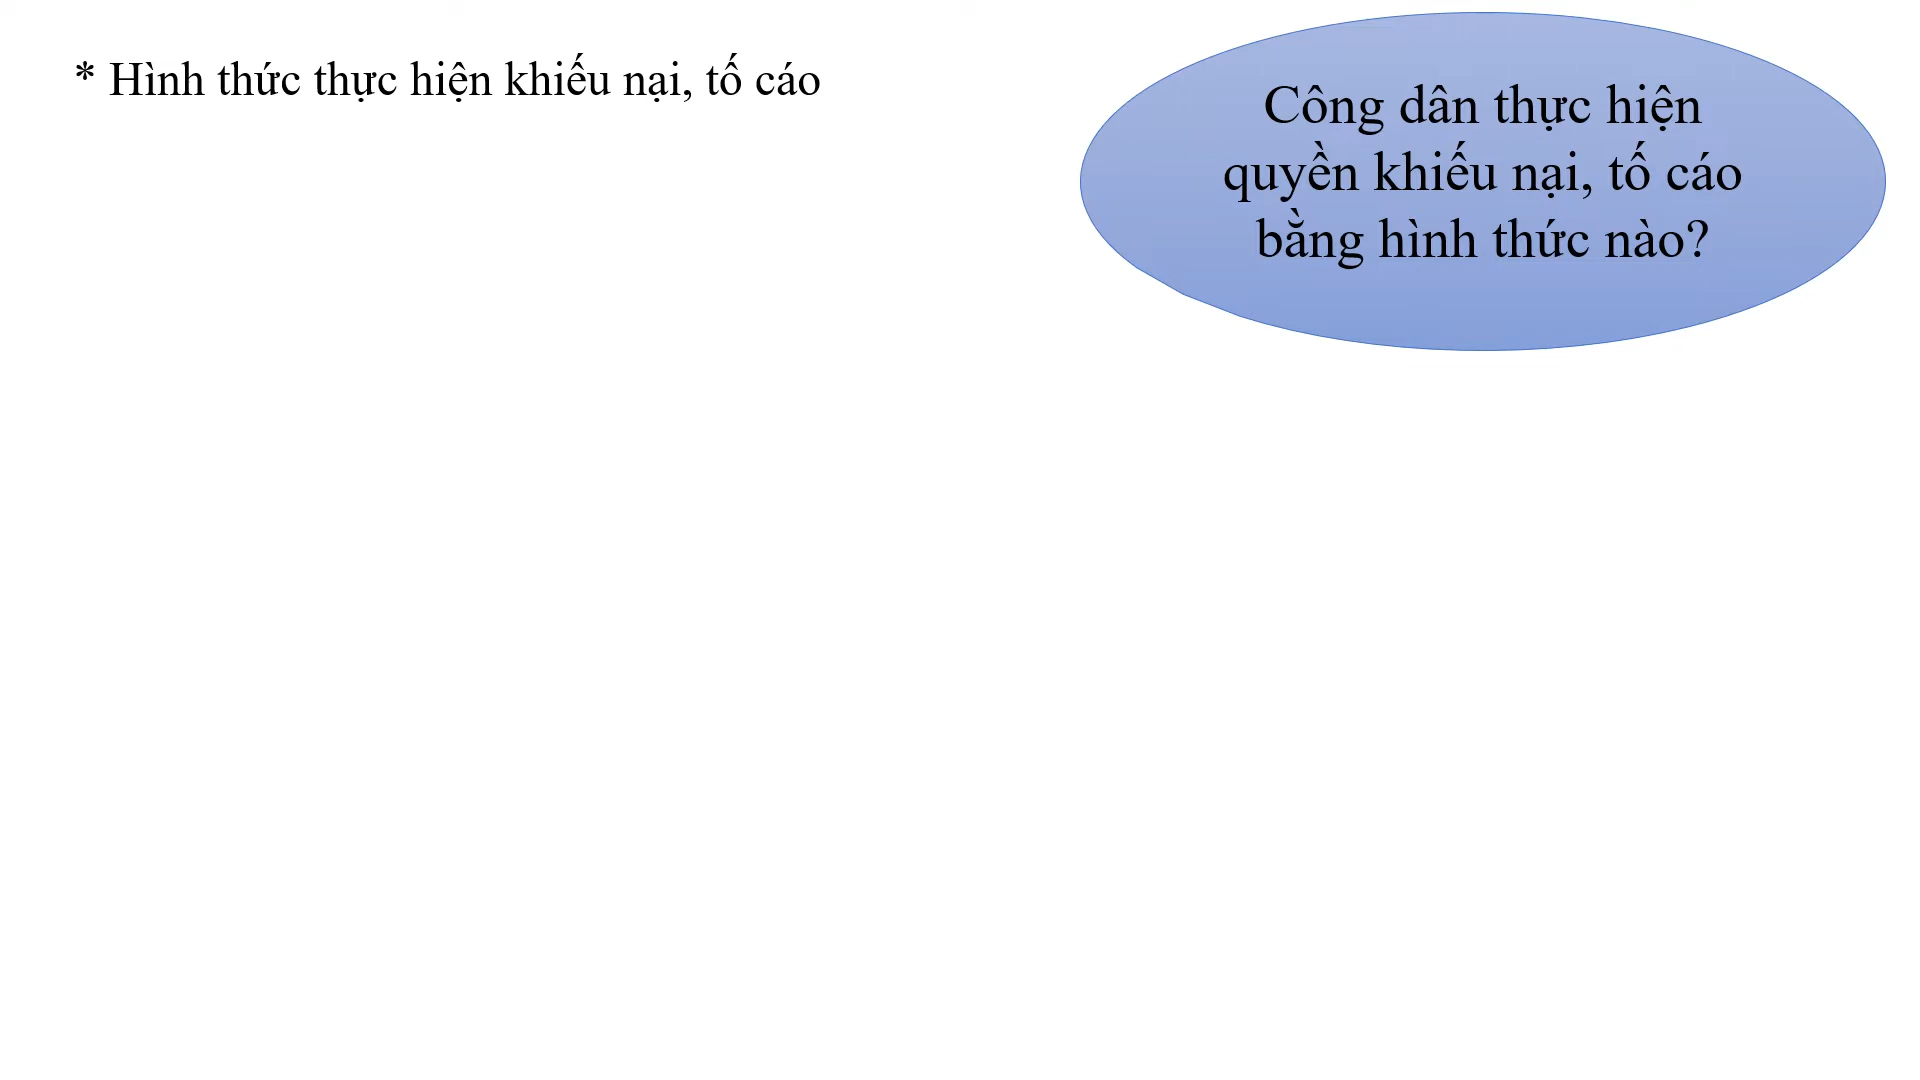 * Hình thức thực hiện khiếu nại, tố cáo
Công dân thực hiện
quyền khiếu nại, tố cáo
bằng hình thức nào?